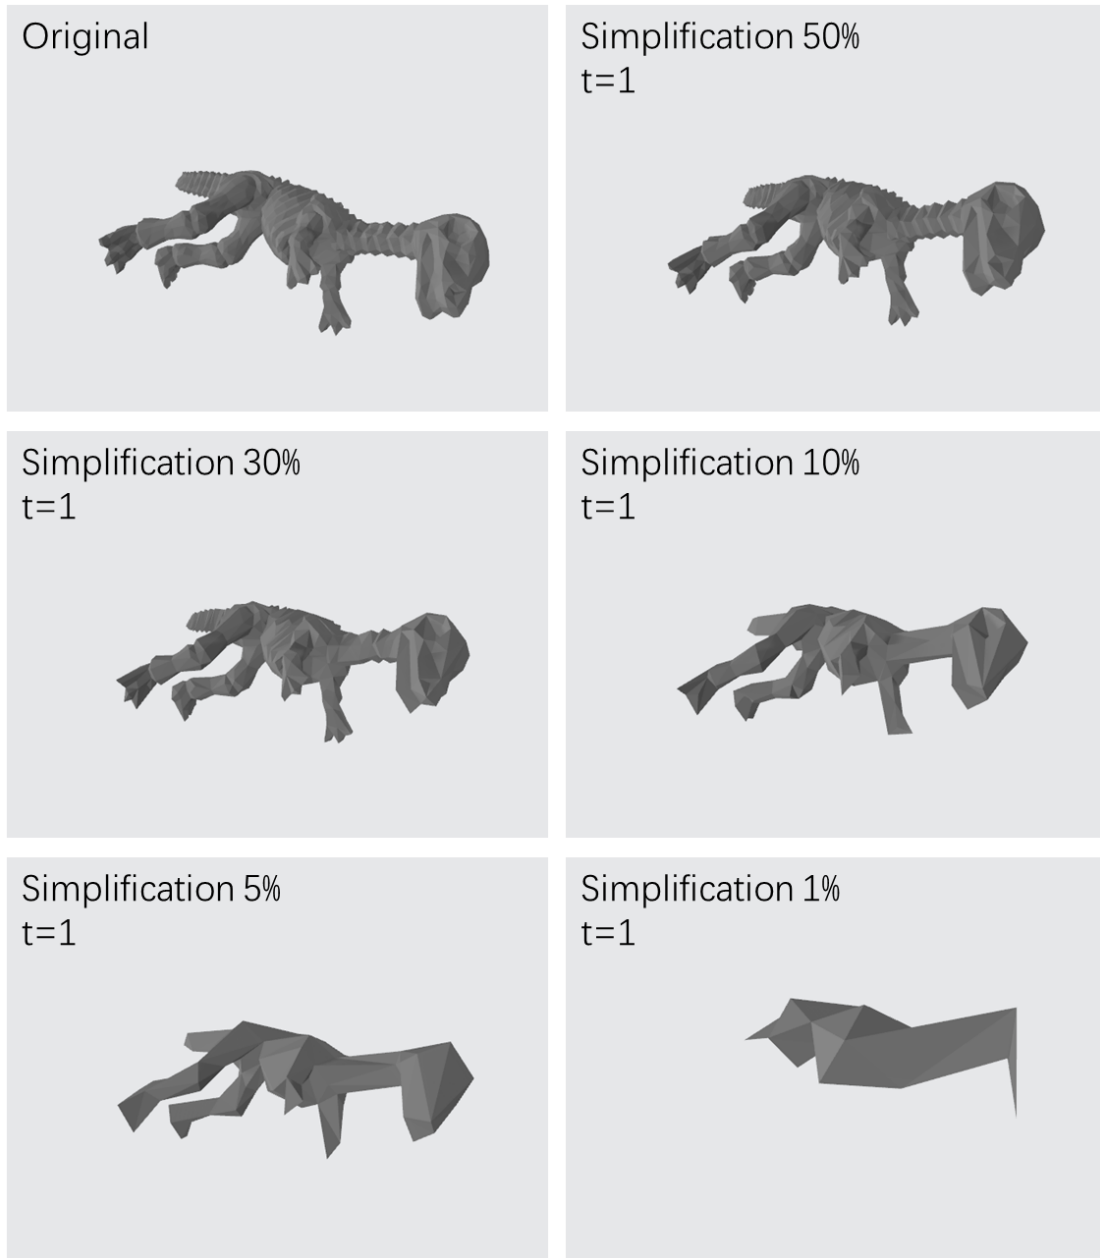 Original
Simplification 50%
t=1
Simplification 30%
t=1
Simplification 10%
t=1
Simplification 5%
t=1
Simplification 1%
t=1